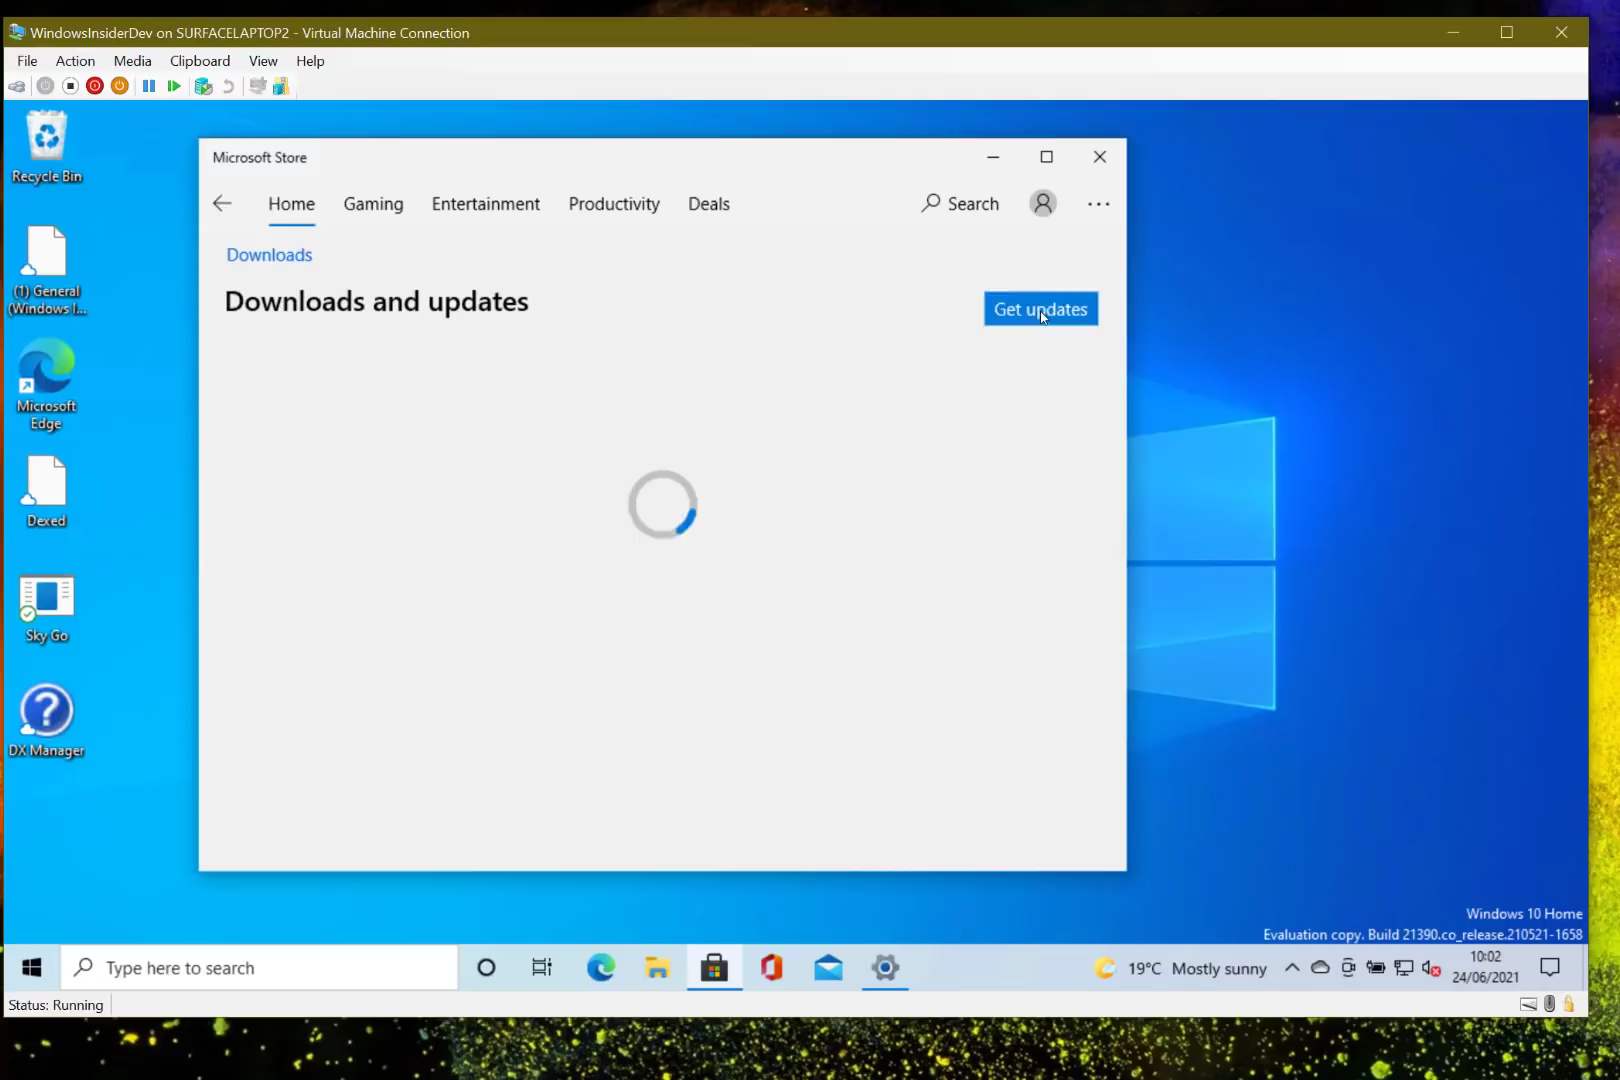 WindowsInsiderDev on SURFACELAPTOP2 - Virtual Machine Connection
File Action Media Clipboard View Help
Recycle Bin
(1) General
(Windows I...
Microsoft
Edge
Dexed
Sky Go
DX Manager
Microsoft Store
Home Gaming Entertainment Productivity Deals Search
Downloads
Downloads and updates
Get updates
Windows 10 Home
Evaluation copy. Build 21390.co_release.210521-1658
Type here to search
19°C Mostly sunny
10:02
24/06/2021
Status: Running